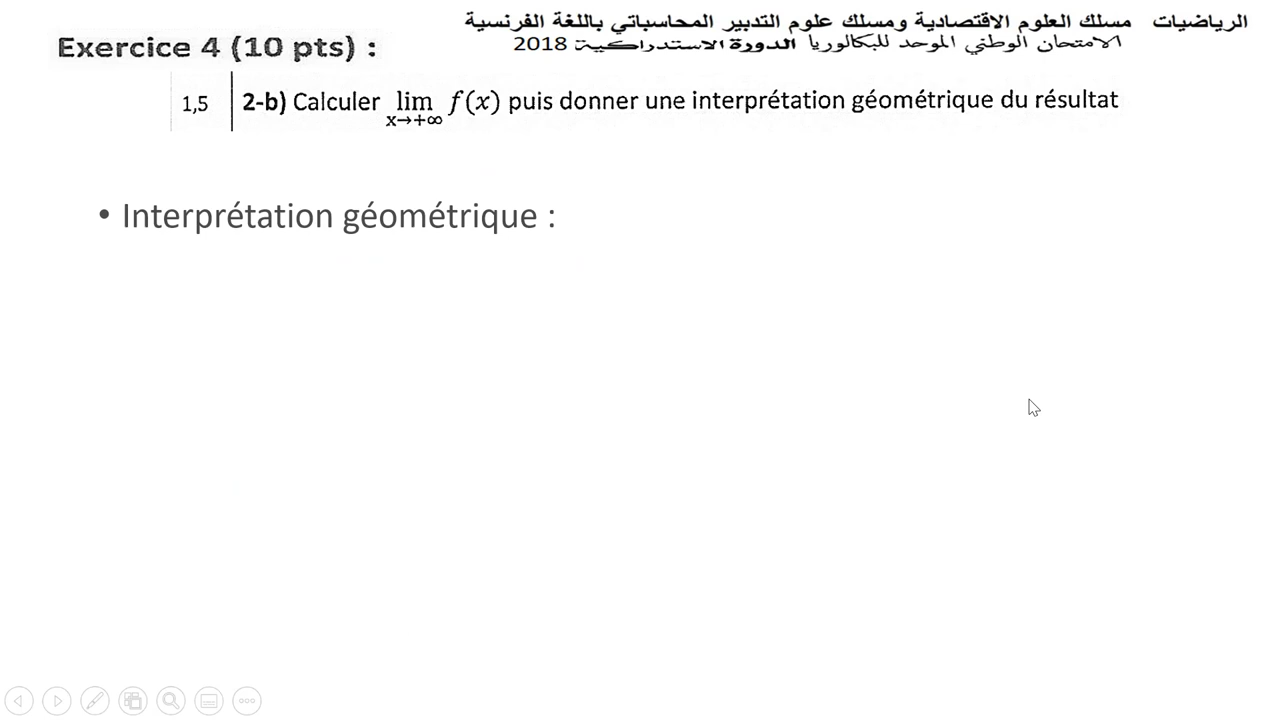 الرياضيات مسلك العلوم الاقتصادية ومسلك علوم التدبير المحاسباتي باللغة الفرنسية
الامتحان الوطني الموحد للبكالوريا الدورة الاستدراكية 2018
Exercice 4 (10 pts) :
1,5 2-b) Calculer lim x→+∞ f(x) puis donner une interprétation géométrique du résultat
• Interprétation géométrique :